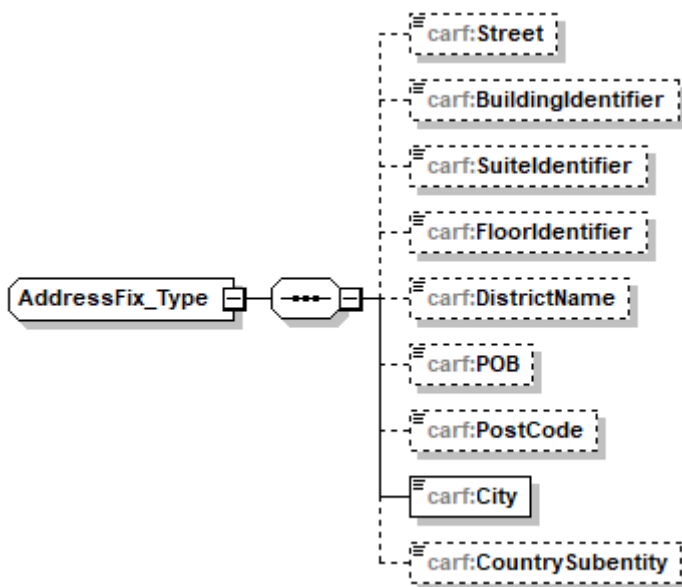 carf:Street
carf:BuildingIdentifier
carf:SuiteIdentifier
carf:FloorIdentifier
AddressFix_Type
carf:DistrictName
carf:POB
carf:PostCode
carf:City
carf:CountrySubentity